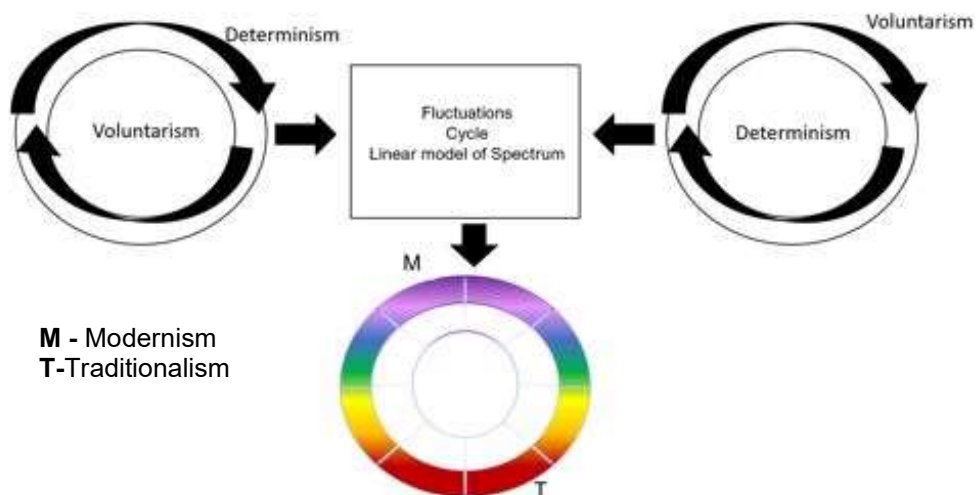 Determinism
Voluntarism
Fluctuations
Cycle
Linear model of Spectrum
Voluntarism
Determinism
M
M - Modernism
T-Traditionalism
T